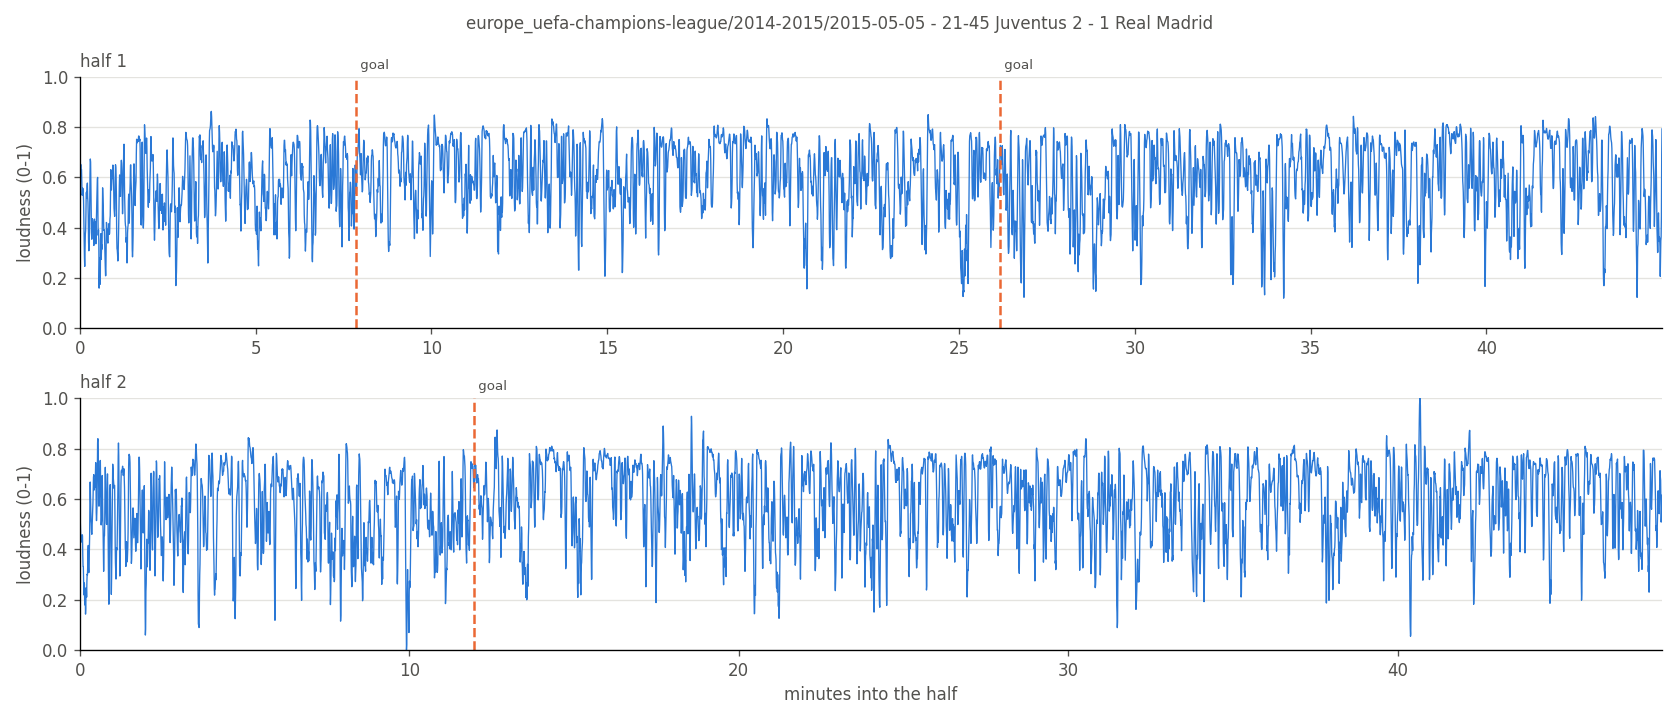 europe_uefa-champions-league/2014-2015/2015-05-05 - 21-45 Juventus 2 - 1 Real Madrid
half 1
goal
goal
loudness (0-1)
1.0
0.8
0.6
0.4
0.2
0.0
0 5 10 15 20 25 30 35 40
half 2
goal
loudness (0-1)
1.0
0.8
0.6
0.4
0.2
0.0
0 10 20 30 40
minutes into the half